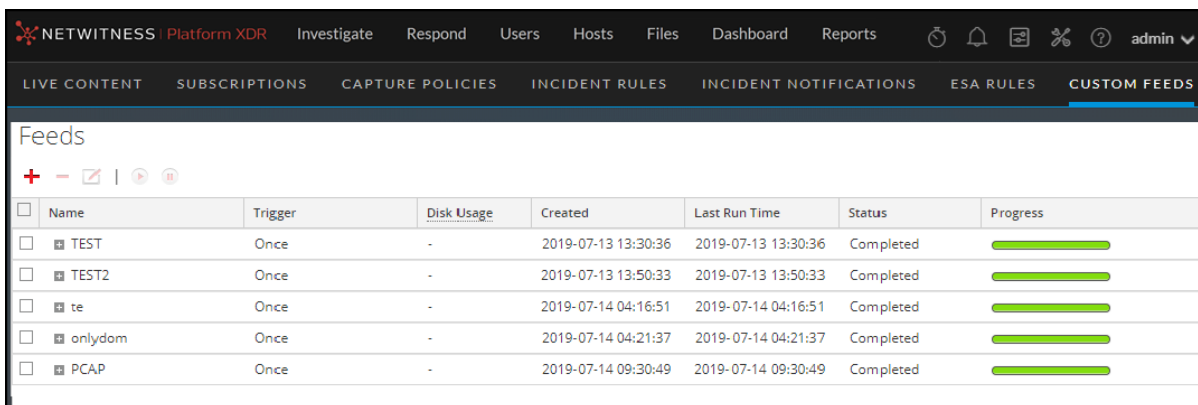 NETWITNESS | Platform XDR Investigate Respond Users Hosts Files Dashboard Reports admin
LIVE CONTENT SUBSCRIPTIONS CAPTURE POLICIES INCIDENT RULES INCIDENT NOTIFICATIONS ESA RULES CUSTOM FEEDS
Feeds
Name Trigger Disk Usage Created Last Run Time Status Progress
TEST Once - 2019-07-13 13:30:36 2019-07-13 13:30:36 Completed
TEST2 Once - 2019-07-13 13:50:33 2019-07-13 13:50:33 Completed
te Once - 2019-07-14 04:16:51 2019-07-14 04:16:51 Completed
onlydom Once - 2019-07-14 04:21:37 2019-07-14 04:21:37 Completed
PCAP Once - 2019-07-14 09:30:49 2019-07-14 09:30:49 Completed